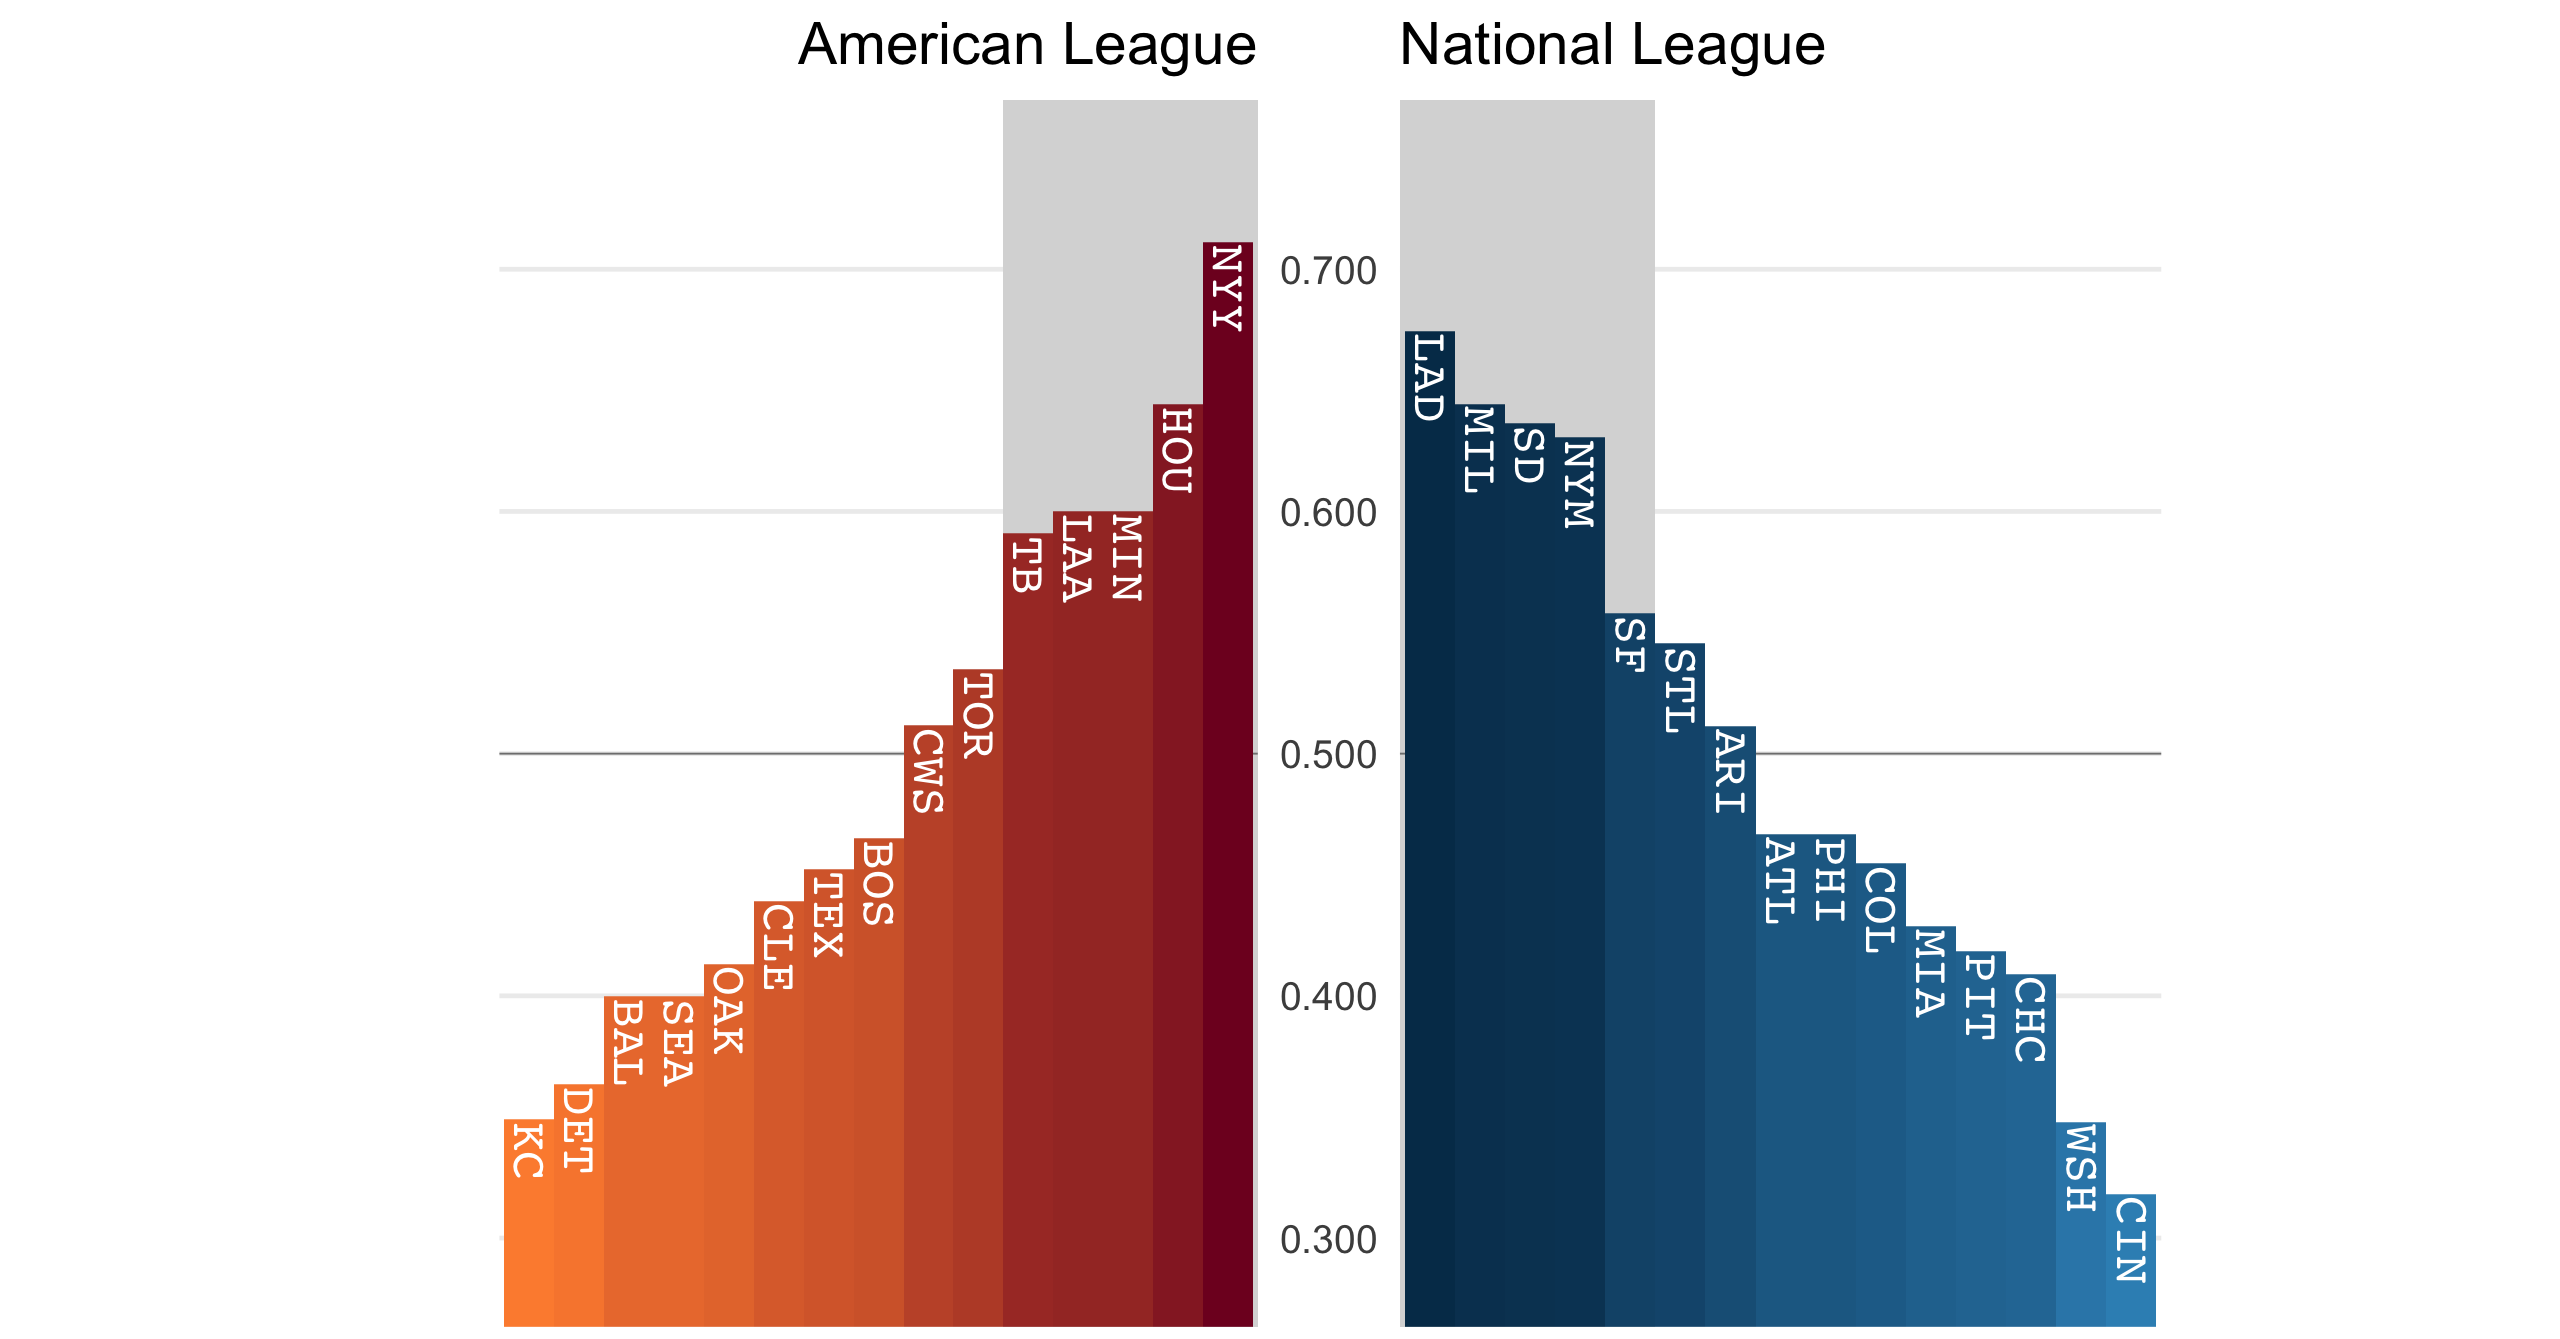 American League
National League
0.700
0.600
0.500
0.400
0.300
KC
DET
BAL
SEA
OAK
CLE
TEX
BOS
CWS
TOR
TB
LAA
MIN
HOU
NYY
LAD
MIL
SD
NYM
SF
STL
ARI
ATL
PHI
COL
MIA
PIT
CHC
WSH
CIN